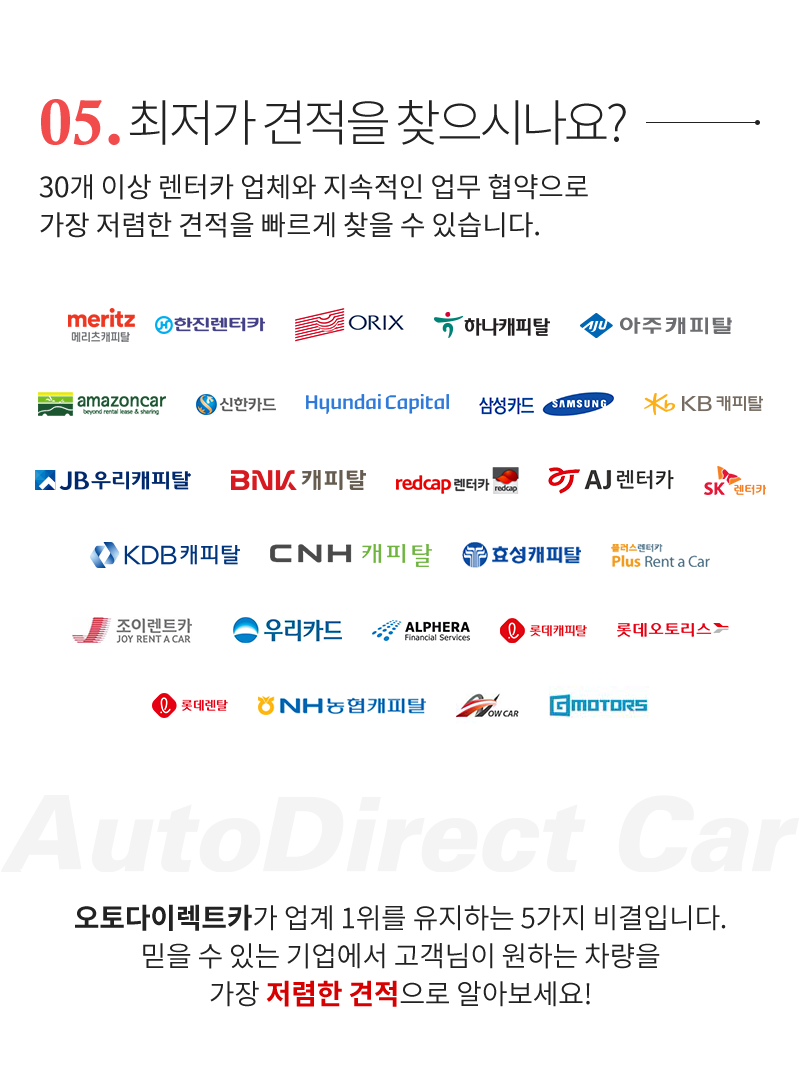 05. 최저가 견적을 찾으시나요?
30개 이상 렌터카 업체와 지속적인 업무 협약으로
가장 저렴한 견적을 빠르게 찾을 수 있습니다.
meritz
메리츠캐피탈
H 한진렌터카
ORIX
하나캐피탈
AJU 아주캐피탈
amazoncar
beyond rental lease & sharing
S 신한카드
Hyundai Capital
삼성카드 SAMSUNG
Kb KB 캐피탈
JB우리캐피탈
BNK 캐피탈
redcap 렌터카 redcap
AJ 렌터카
SK 렌터카
KDB캐피탈
CNH 캐피탈
효성캐피탈
플러스렌터카
Plus Rent a Car
조이렌트카
JOY RENT A CAR
우리카드
ALPHERA
Financial Services
L 롯데캐피탈
롯데오토리스
L 롯데렌탈
NH농협캐피탈
NOW CAR
GMOTORS
AutoDirect Car
오토다이렉트카가 업계 1위를 유지하는 5가지 비결입니다.
믿을 수 있는 기업에서 고객님이 원하는 차량을
가장 저렴한 견적으로 알아보세요!